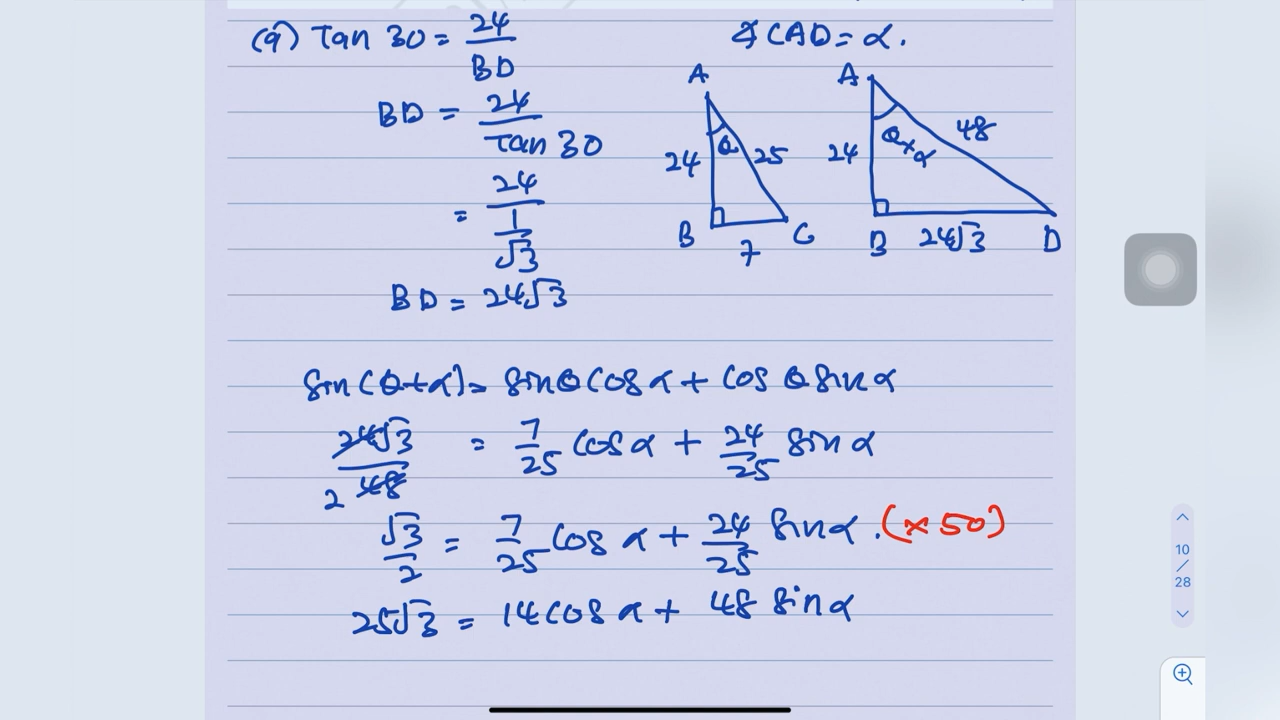 (a) Tan 30 = 24/BD
BD = 24/Tan 30
= 24/(1/√3)
BD = 24√3
∡CAD = α.
A
24
θ
25
B
7
C
A
24
θ+α
48
B
24√3
D
sin(θ+α) = sinθ cos α + cos θ sin α
24√3/48 2 = 7/25 cos α + 24/25 sin α
√3/2 = 7/25 cos α + 24/25 sin α. (× 50)
25√3 = 14 cos α + 48 sin α
10
/
28